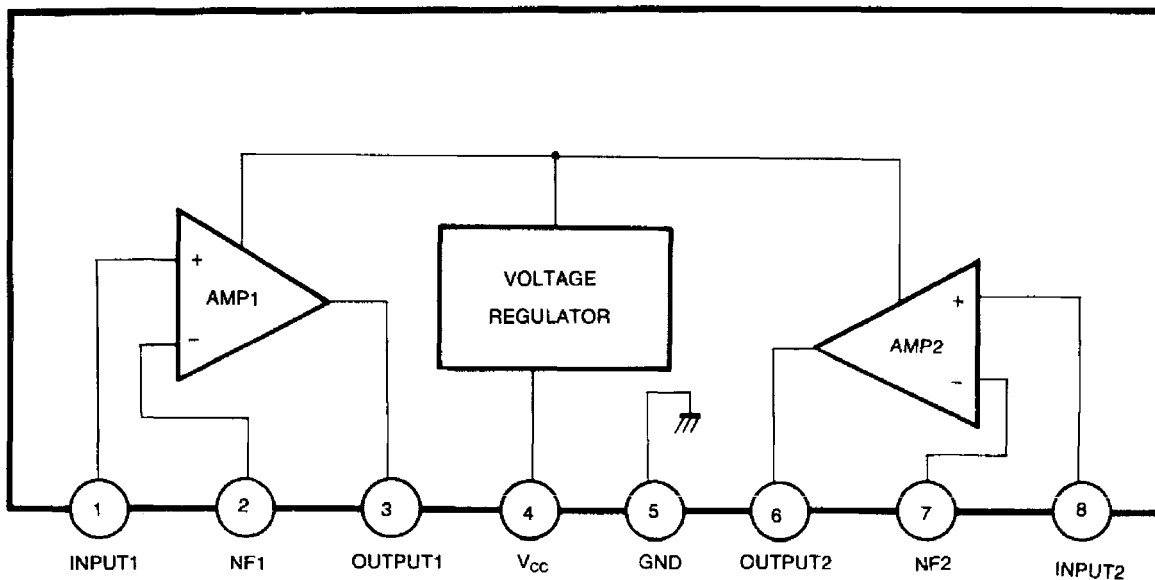 VOLTAGE
REGULATOR
+
AMP1
−
+
AMP2
−
1 2 3 4 5 6 7 8
INPUT1 NF1 OUTPUT1 VCC GND OUTPUT2 NF2 INPUT2